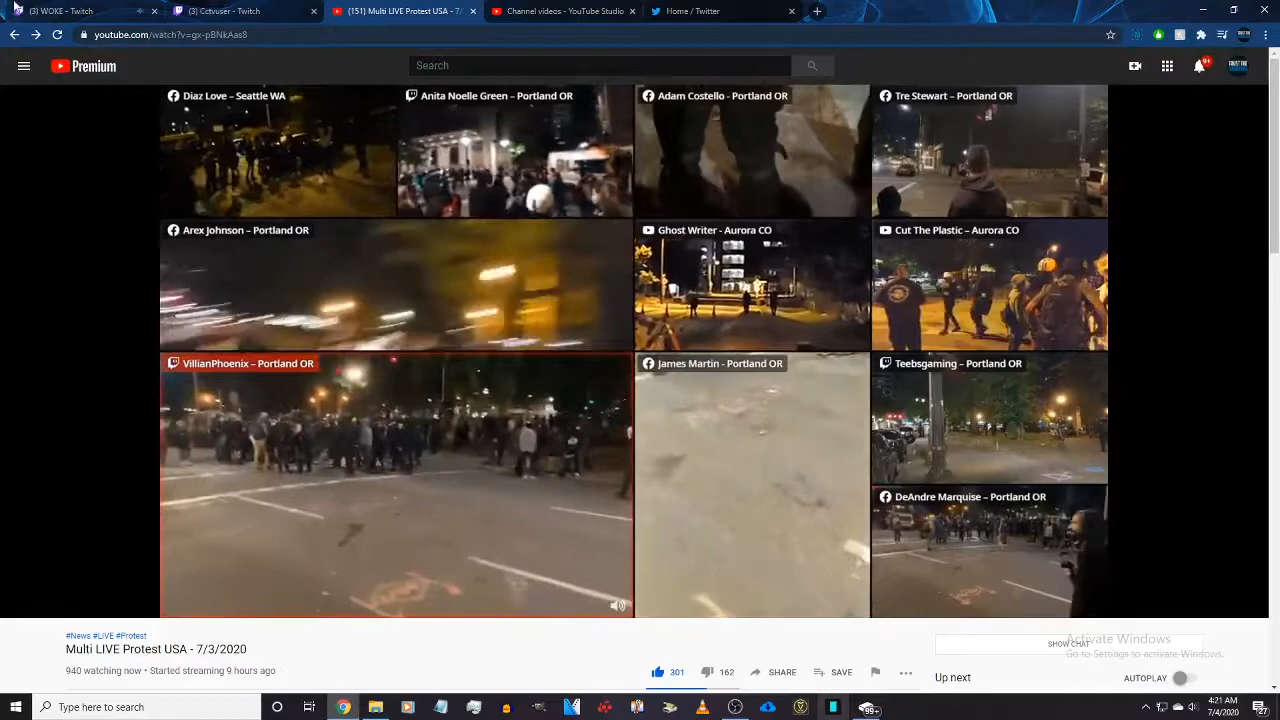 (3) WOKE - Twitch
(3) Cctvuser - Twitch
(151) Multi LIVE Protest USA - 7/
Channel videos - YouTube Studio
Home / Twitter
youtube.com/watch?v=gx-pBNkAas8
Premium
Search
9+
Diaz Love – Seattle WA
Anita Noelle Green – Portland OR
Adam Costello - Portland OR
Tre Stewart – Portland OR
Arex Johnson – Portland OR
Ghost Writer - Aurora CO
Cut The Plastic – Aurora CO
VillianPhoenix – Portland OR
James Martin - Portland OR
Teebsgaming – Portland OR
DeAndre Marquise – Portland OR
#News #LIVE #Protest
Multi LIVE Protest USA - 7/3/2020
940 watching now • Started streaming 9 hours ago
301
162
SHARE
SAVE
SHOW CHAT
Activate Windows
Go to Settings to activate Windows.
Up next
AUTOPLAY
Type here to search
99+
4:21 AM
7/4/2020